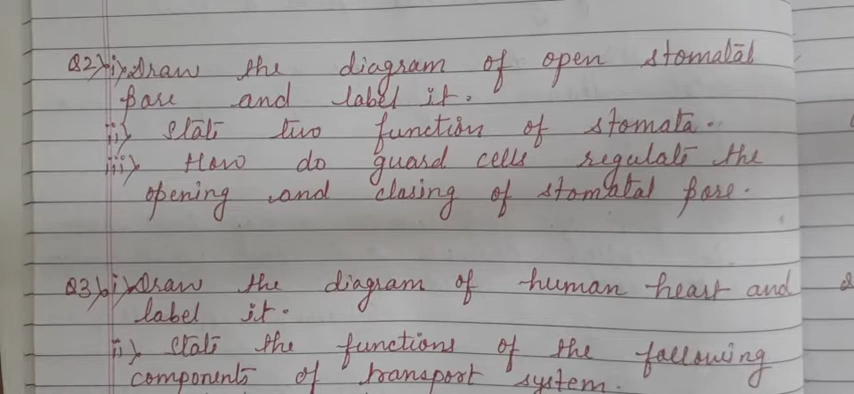 Q2) i) Draw the diagram of open stomatal
pore and label it.
ii) State two function of stomata.
iii) How do guard cells regulate the
opening and closing of stomatal pore.
Q3) i) Draw the diagram of human heart and
label it.
ii) State the functions of the following
components of transport system.